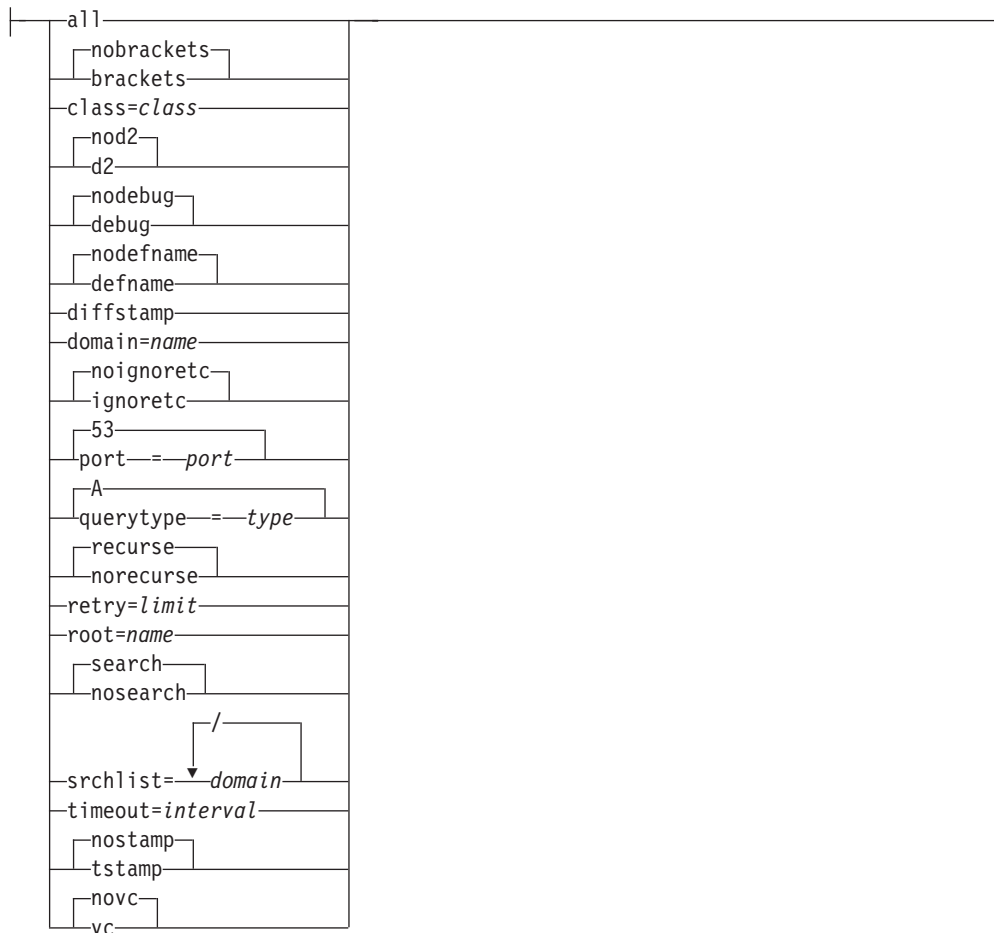 all
nobrackets
brackets
class=class
nod2
d2
nodebug
debug
nodefname
defname
diffstamp
domain=name
noignoretc
ignoretc
53
port = port
A
querytype = type
recurse
norecurse
retry=limit
root=name
search
nosearch
/
srchlist= domain
timeout=interval
nostamp
tstamp
novc
vc